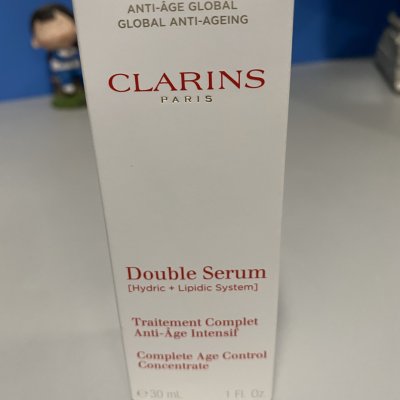 ANTI-ÂGE GLOBAL
GLOBAL ANTI-AGEING
CLARINS
PARIS
Double Serum
[Hydric + Lipidic System]
Traitement Complet
Anti-Âge Intensif
Complete Age Control
Concentrate
℮30 mL 1 FL Oz.